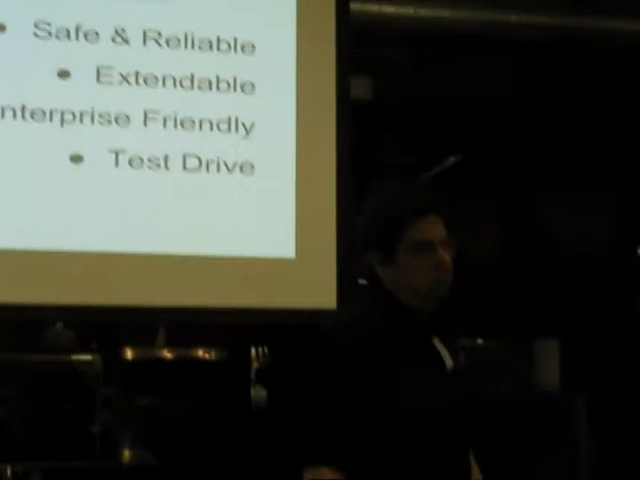 • Safe & Reliable
• Extendable
nterprise Friendly
• Test Drive